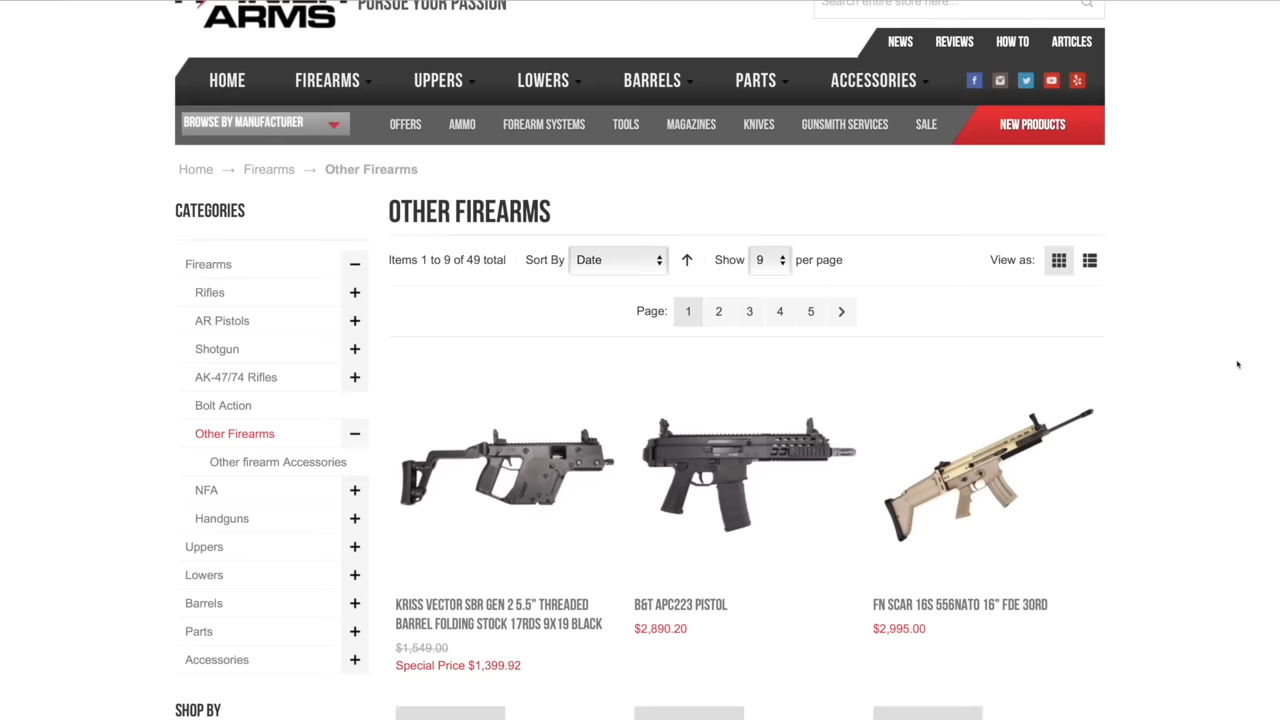 PURSUE YOUR PASSION
ARMS
Search entire store here...
NEWS REVIEWS HOW TO ARTICLES
HOME FIREARMS UPPERS LOWERS BARRELS PARTS ACCESSORIES
BROWSE BY MANUFACTURER OFFERS AMMO FOREARM SYSTEMS TOOLS MAGAZINES KNIVES GUNSMITH SERVICES SALE NEW PRODUCTS
Home → Firearms → Other Firearms
CATEGORIES
Firearms
Rifles
AR Pistols
Shotgun
AK-47/74 Rifles
Bolt Action
Other Firearms
Other firearm Accessories
NFA
Handguns
Uppers
Lowers
Barrels
Parts
Accessories
SHOP BY
OTHER FIREARMS
Items 1 to 9 of 49 total Sort By Date Show 9 per page View as:
Page: 1 2 3 4 5
KRISS VECTOR SBR GEN 2 5.5" THREADED
BARREL FOLDING STOCK 17RDS 9X19 BLACK
$1,549.00
Special Price $1,399.92
B&T APC223 PISTOL
$2,890.20
FN SCAR 16S 556NATO 16" FDE 30RD
$2,995.00